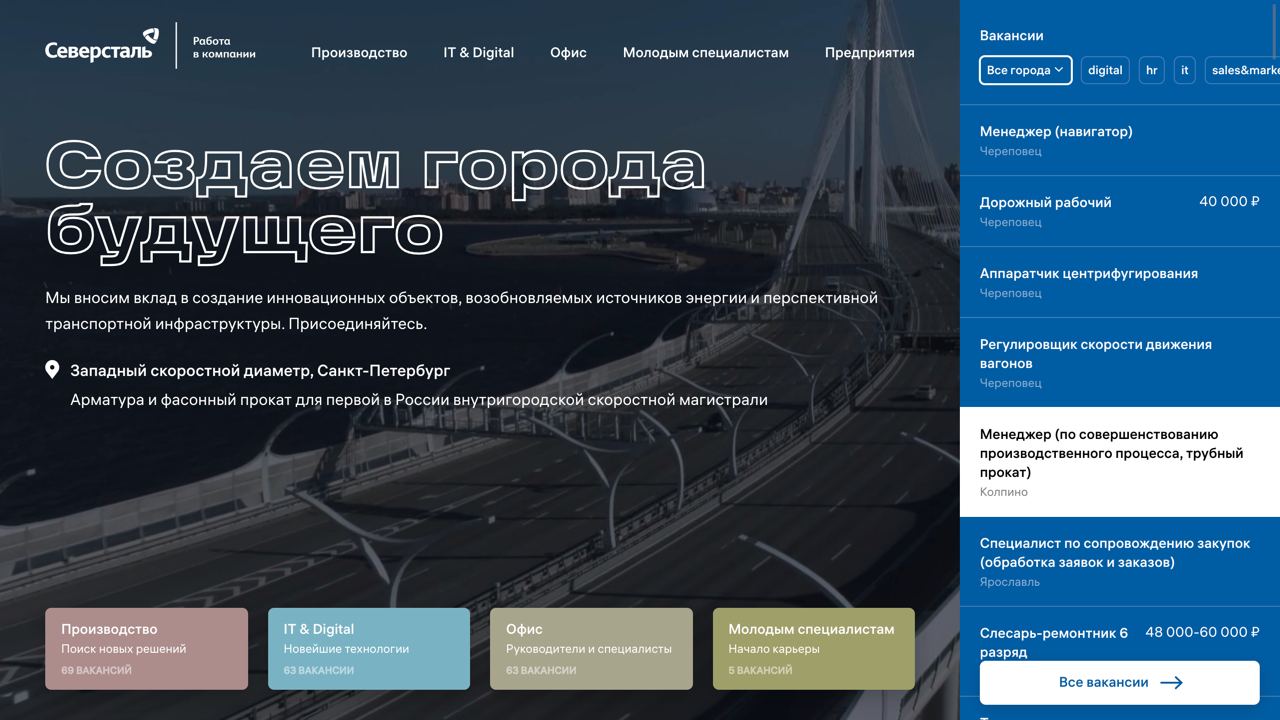 Северсталь
Работа
в компании
Производство
IT & Digital
Офис
Молодым специалистам
Предприятия
Создаем города
будущего
Мы вносим вклад в создание инновационных объектов, возобновляемых источников энергии и перспективной
транспортной инфраструктуры. Присоединяйтесь.
Западный скоростной диаметр, Санкт-Петербург
Арматура и фасонный прокат для первой в России внутригородской скоростной магистрали
Производство
Поиск новых решений
69 ВАКАНСИЙ
IT & Digital
Новейшие технологии
63 ВАКАНСИИ
Офис
Руководители и специалисты
63 ВАКАНСИИ
Молодым специалистам
Начало карьеры
5 ВАКАНСИЙ
Вакансии
Все города
digital
hr
it
sales&marke
Менеджер (навигатор)
Череповец
Дорожный рабочий
40 000 ₽
Череповец
Аппаратчик центрифугирования
Череповец
Регулировщик скорости движения
вагонов
Череповец
Менеджер (по совершенствованию
производственного процесса, трубный
прокат)
Колпино
Специалист по сопровождению закупок
(обработка заявок и заказов)
Ярославль
Слесарь-ремонтник 6
48 000-60 000 ₽
разряд
Все вакансии